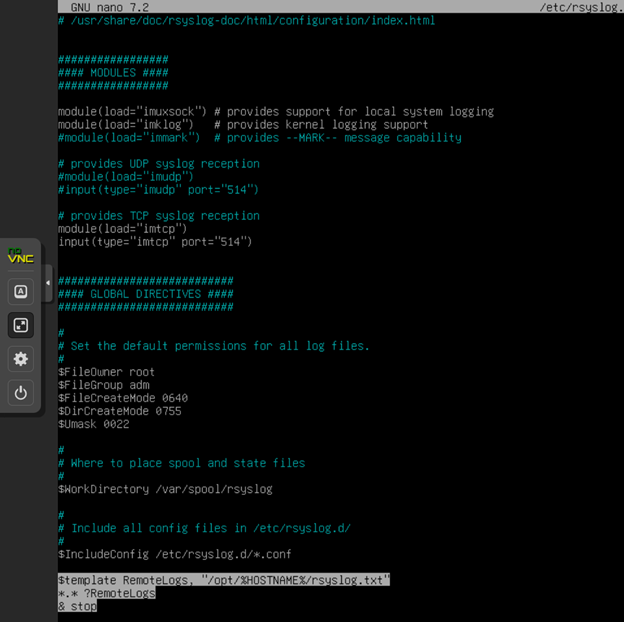 GNU nano 7.2 /etc/rsyslog.
# /usr/share/doc/rsyslog-doc/html/configuration/index.html
#################
#### MODULES ####
#################
module(load="imuxsock") # provides support for local system logging
module(load="imklog")   # provides kernel logging support
#module(load="immark")  # provides --MARK-- message capability
# provides UDP syslog reception
#module(load="imudp")
#input(type="imudp" port="514")
# provides TCP syslog reception
module(load="imtcp")
input(type="imtcp" port="514")
###########################
#### GLOBAL DIRECTIVES ####
###########################
#
# Set the default permissions for all log files.
#
$FileOwner root
$FileGroup adm
$FileCreateMode 0640
$DirCreateMode 0755
$Umask 0022
#
# Where to place spool and state files
#
$WorkDirectory /var/spool/rsyslog
#
# Include all config files in /etc/rsyslog.d/
#
$IncludeConfig /etc/rsyslog.d/*.conf
$template RemoteLogs, "/opt/%HOSTNAME%/rsyslog.txt"
*.* ?RemoteLogs
& stop
no
VNC
A